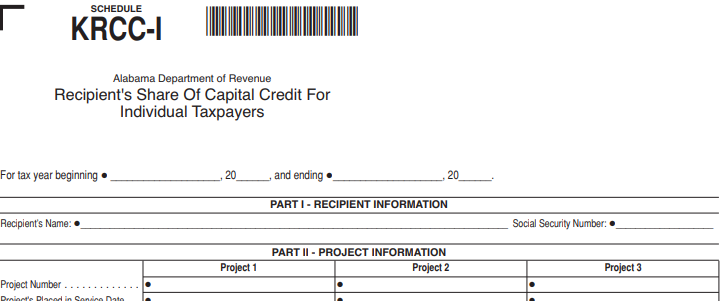 SCHEDULE
KRCC-I
Alabama Department of Revenue
Recipient's Share Of Capital Credit For
Individual Taxpayers
For tax year beginning ● ____________________, 20______, and ending ●____________________, 20______.
PART I - RECIPIENT INFORMATION
Recipient's Name: ●______________________________ Social Security Number: ●__________________
PART II - PROJECT INFORMATION
Project 1 Project 2 Project 3
Project Number . . . . . . . . . . . . . ● ● ●
Project's Placed in Service Date ● ● ●